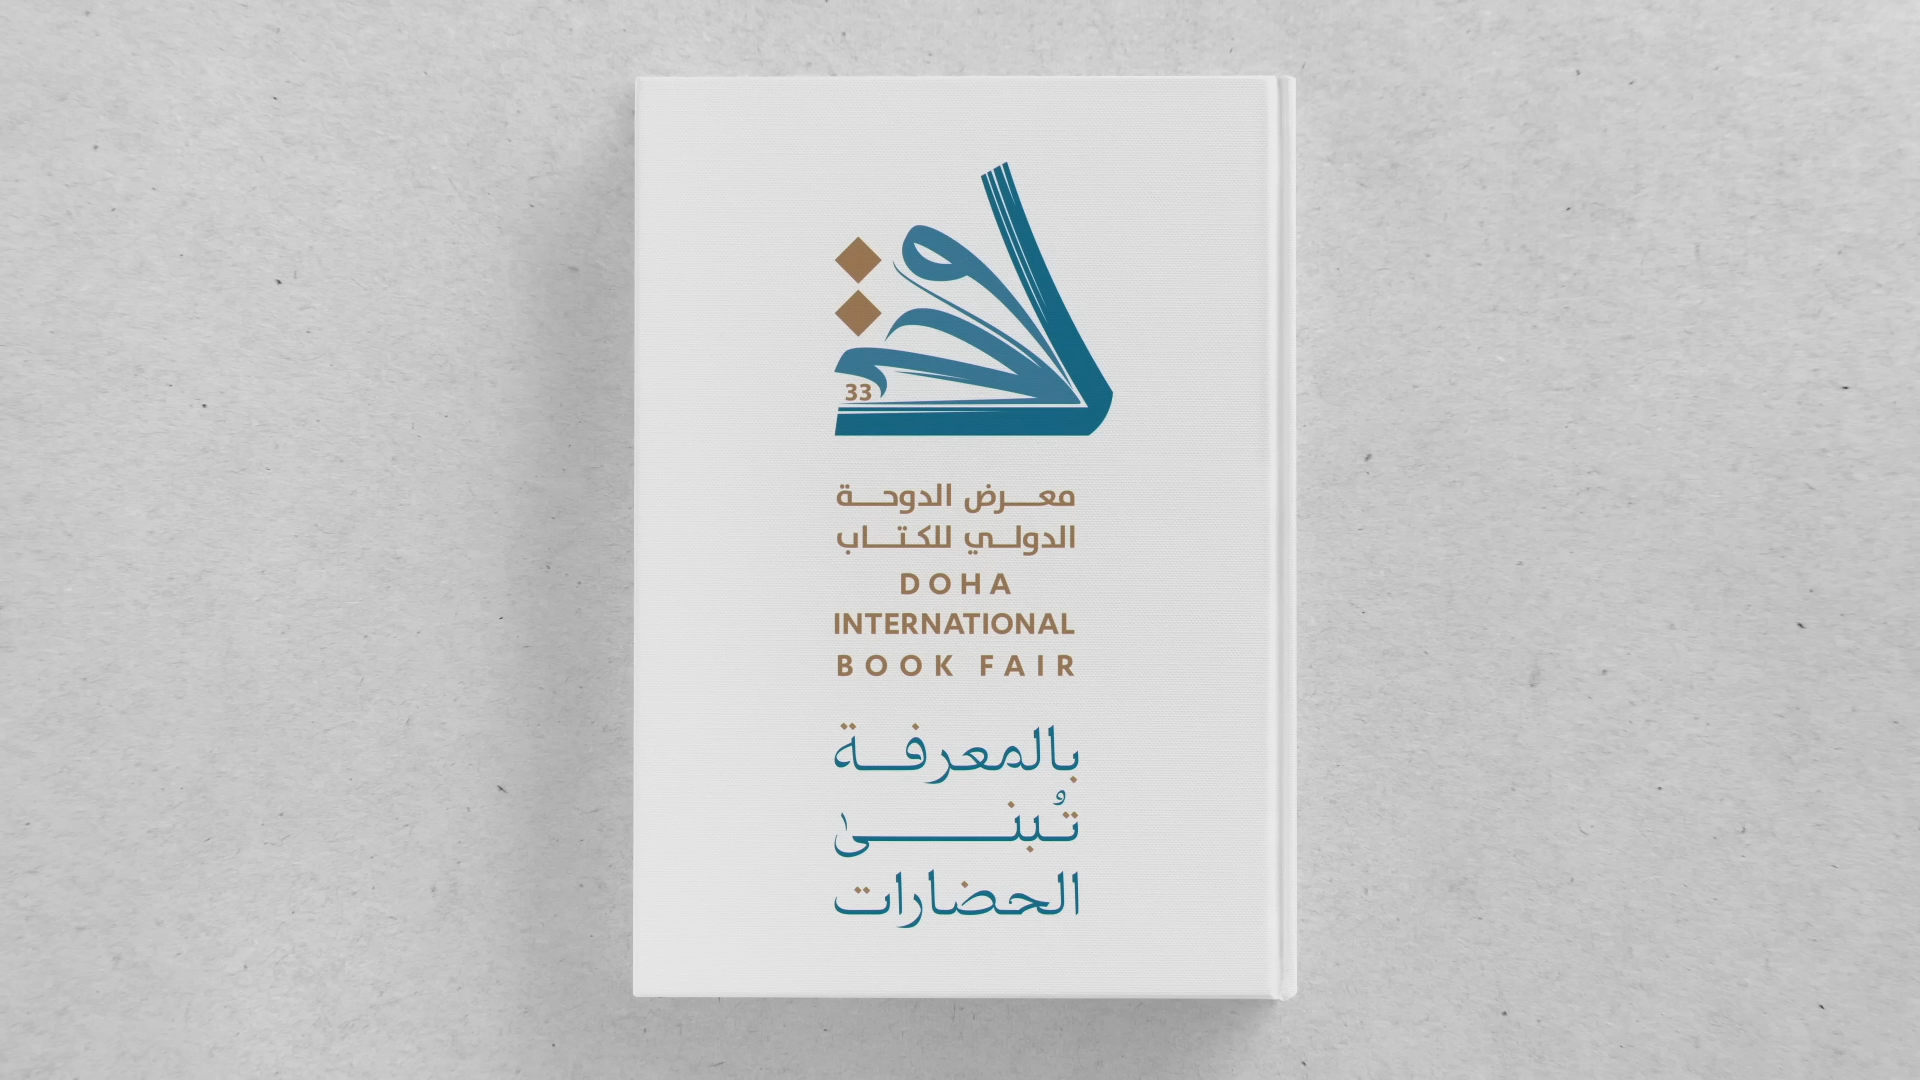 33
معرض الدوحة
الدولي للكتاب
DOHA
INTERNATIONAL
BOOK FAIR
بالمعرفة
تُبنى
الحضارات